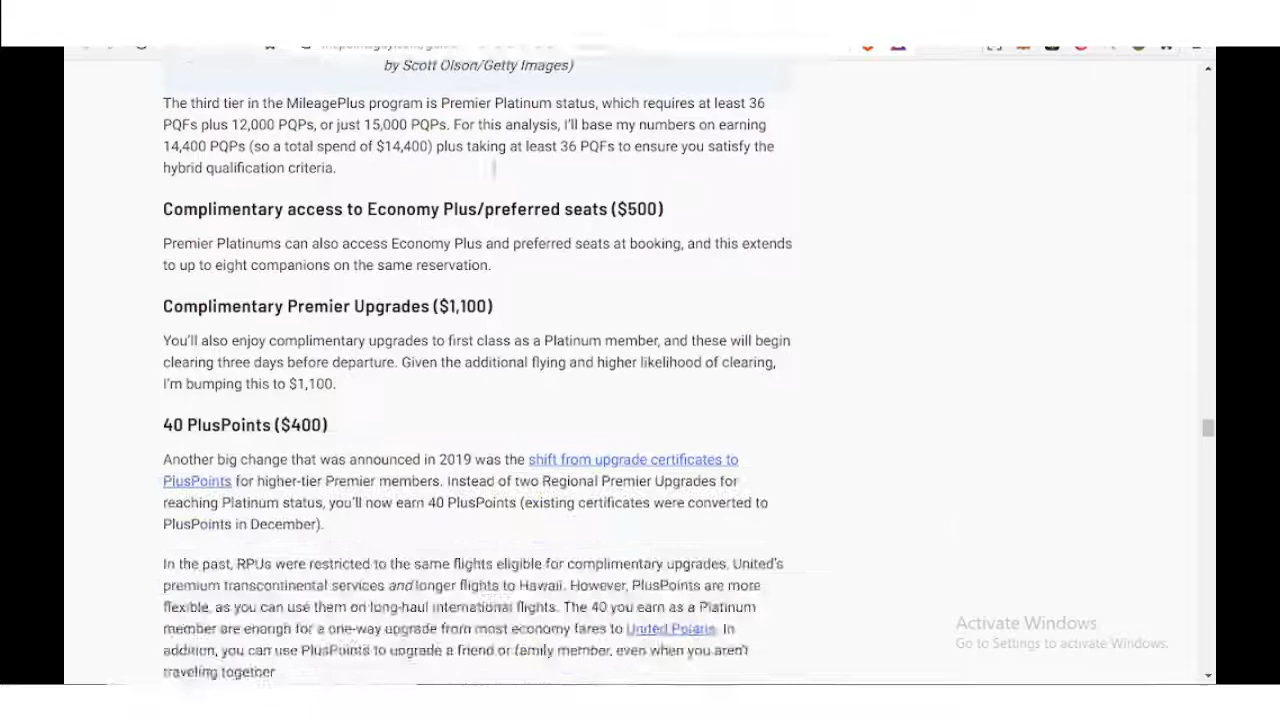 by Scott Olson/Getty Images)
The third tier in the MileagePlus program is Premier Platinum status, which requires at least 36
PQFs plus 12,000 PQPs, or just 15,000 PQPs. For this analysis, I'll base my numbers on earning
14,400 PQPs (so a total spend of $14,400) plus taking at least 36 PQFs to ensure you satisfy the
hybrid qualification criteria.
Complimentary access to Economy Plus/preferred seats ($500)
Premier Platinums can also access Economy Plus and preferred seats at booking, and this extends
to up to eight companions on the same reservation.
Complimentary Premier Upgrades ($1,100)
You'll also enjoy complimentary upgrades to first class as a Platinum member, and these will begin
clearing three days before departure. Given the additional flying and higher likelihood of clearing,
I'm bumping this to $1,100.
40 PlusPoints ($400)
Another big change that was announced in 2019 was the shift from upgrade certificates to
PlusPoints for higher-tier Premier members. Instead of two Regional Premier Upgrades for
reaching Platinum status, you'll now earn 40 PlusPoints (existing certificates were converted to
PlusPoints in December).
In the past, RPUs were restricted to the same flights eligible for complimentary upgrades, United's
premium transcontinental services and longer flights to Hawaii. However, PlusPoints are more
flexible, as you can use them on long-haul international flights. The 40 you earn as a Platinum
member are enough for a one-way upgrade from most economy fares to United Polaris. In
addition, you can use PlusPoints to upgrade a friend or family member, even when you aren't
traveling together
Activate Windows
Go to Settings to activate Windows.